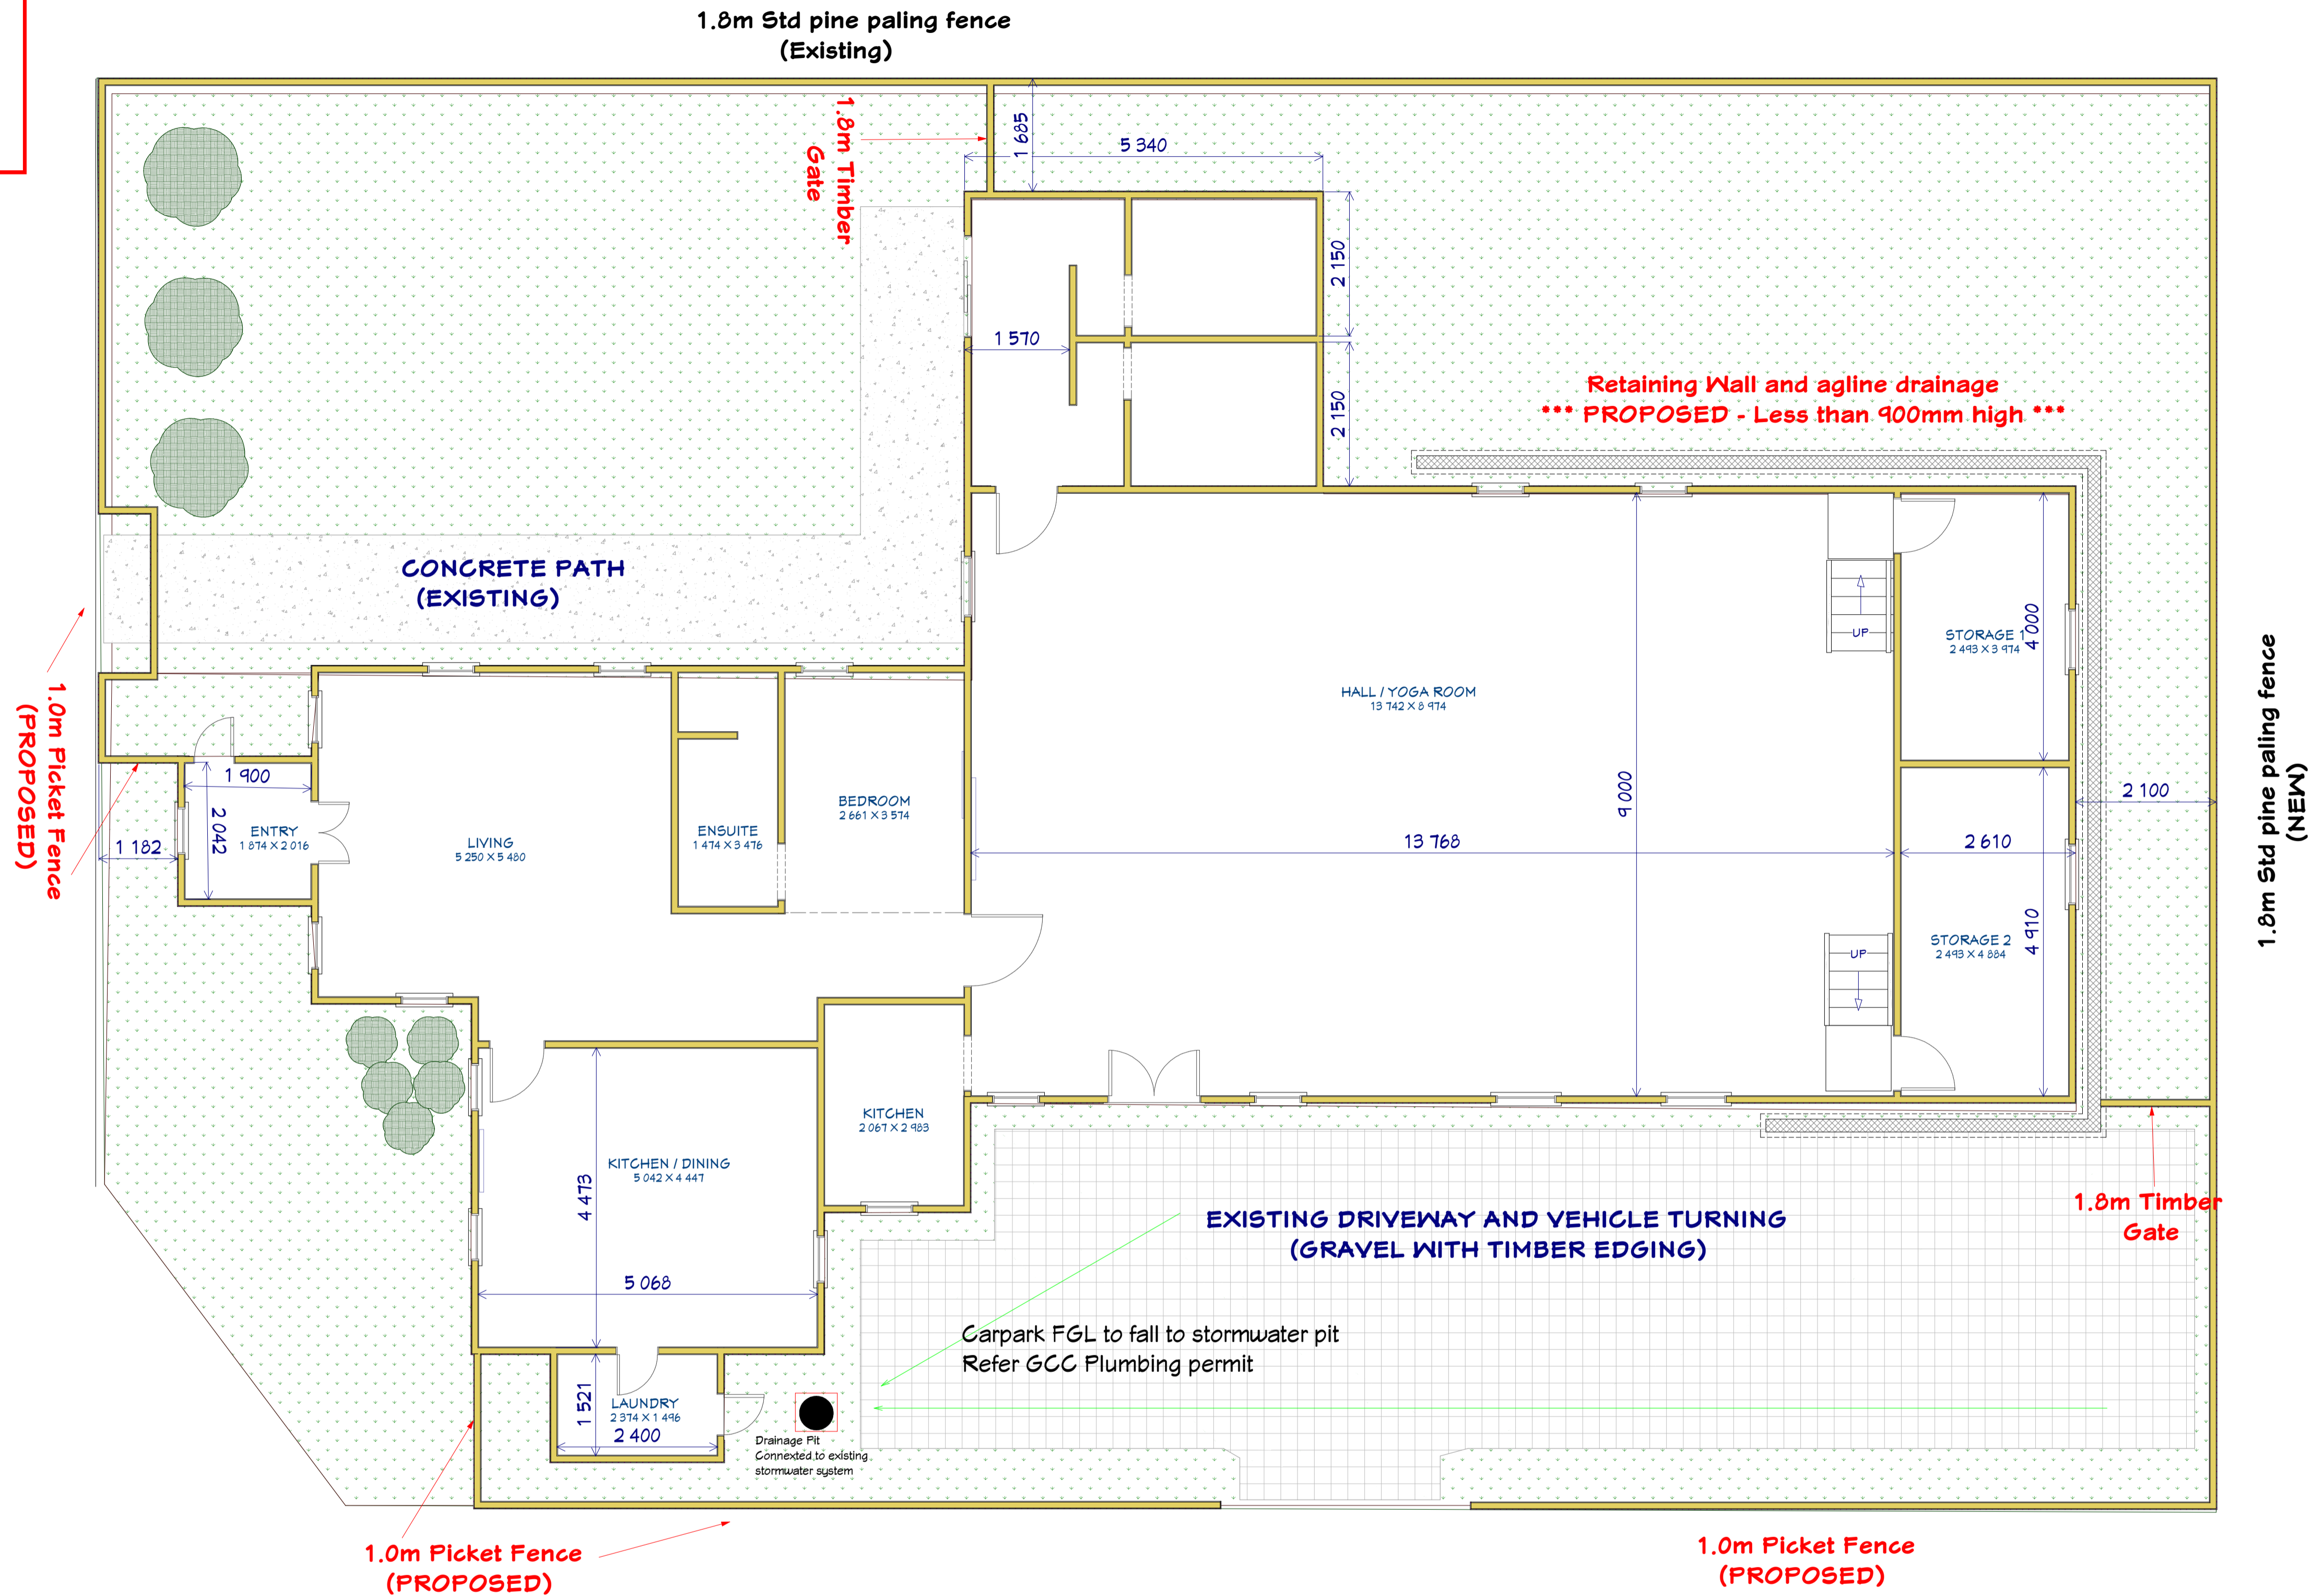 1.8m Std pine paling fence
(Existing)
1.8m Timber
Gate
1 685
5 340
2 150
1 570
2 150
Retaining Wall and agline drainage
*** PROPOSED - Less than 900mm high ***
CONCRETE PATH
(EXISTING)
1.0m Picket Fence
(PROPOSED)
UP
STORAGE 1
2 493 X 3 974
4 000
HALL / YOGA ROOM
13 742 X 8 974
9 000
13 768
2 610
2 100
1.8m Std pine paling fence
(NEW)
1 900
2 042
1 182
ENTRY
1 874 X 2 016
LIVING
5 250 X 5 480
ENSUITE
1 474 X 3 476
BEDROOM
2 661 X 3 574
UP
STORAGE 2
2 493 X 4 884
4 910
KITCHEN
2 067 X 2 983
KITCHEN / DINING
5 042 X 4 447
4 473
5 068
1.8m Timber
Gate
EXISTING DRIVEWAY AND VEHICLE TURNING
(GRAVEL WITH TIMBER EDGING)
Carpark FGL to fall to stormwater pit
Refer GCC Plumbing permit
1 521
LAUNDRY
2 374 X 1 496
2 400
Drainage Pit
Connexted to existing
stormwater system
1.0m Picket Fence
(PROPOSED)
1.0m Picket Fence
(PROPOSED)